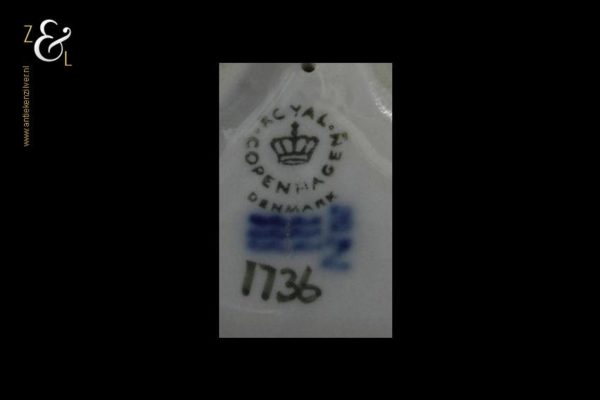 Z & L
www.antiekenzilver.nl
ROYAL COPENHAGEN
DENMARK
1736